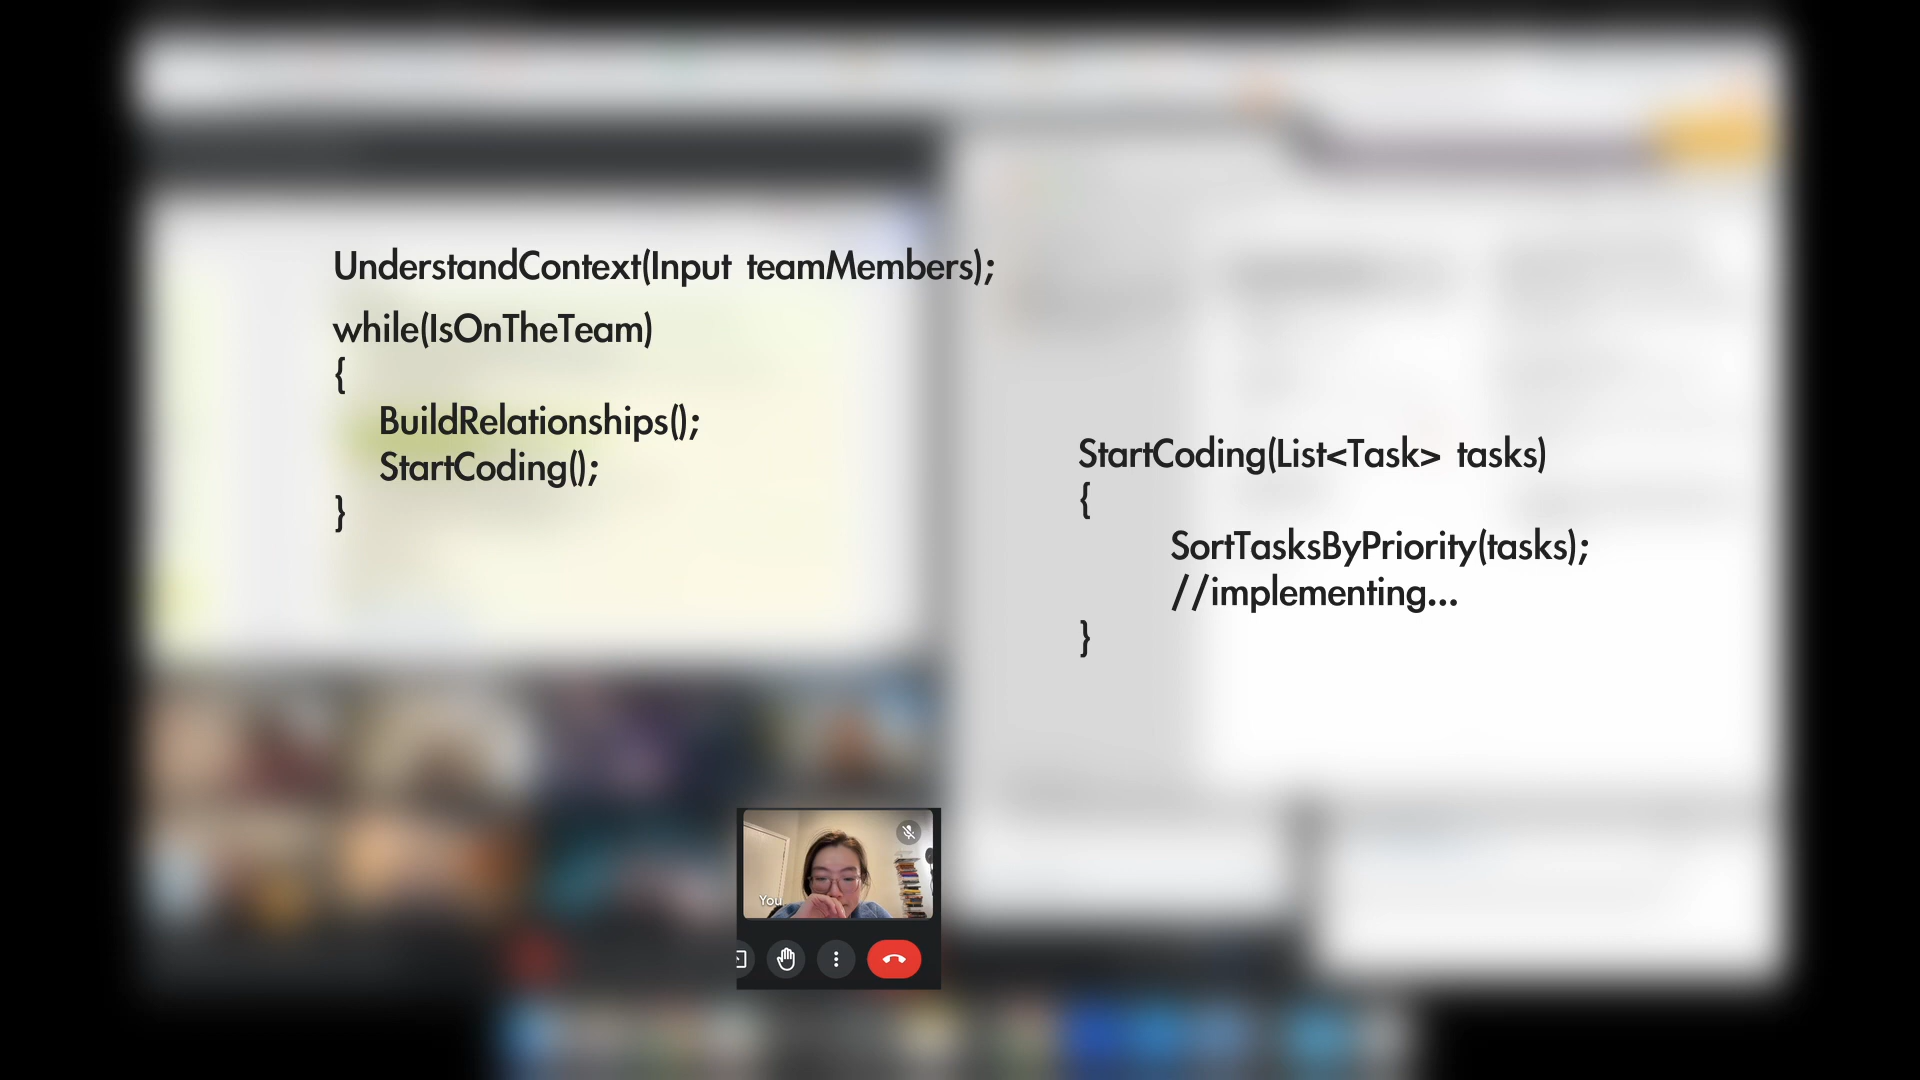 UnderstandContext(Input teamMembers);
while(IsOnTheTeam)
{
BuildRelationships();
StartCoding();
}
StartCoding(List<Task> tasks)
{
SortTasksByPriority(tasks);
//implementing...
}
You